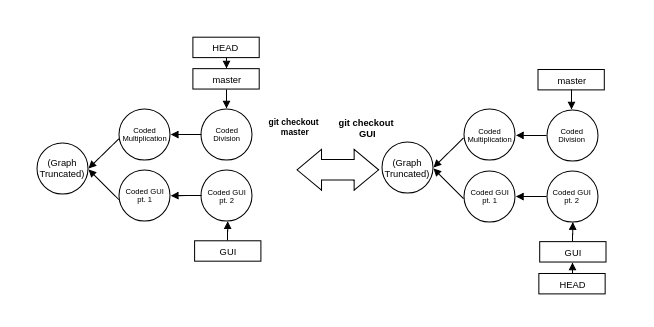 HEAD
master
Coded
Multiplication
Coded
Division
(Graph
Truncated)
Coded GUI
pt. 1
Coded GUI
pt. 2
GUI
git checkout
master
git checkout
GUI
master
Coded
Multiplication
Coded
Division
(Graph
Truncated)
Coded GUI
pt. 1
Coded GUI
pt. 2
GUI
HEAD